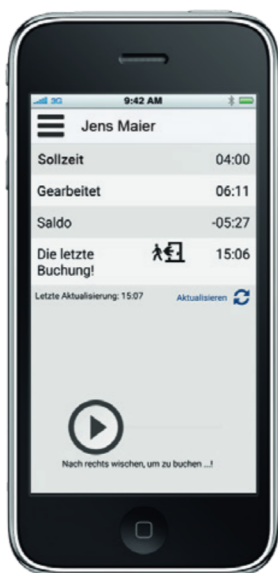 3G 9:42 AM
Jens Maier
Sollzeit 04:00
Gearbeitet 06:11
Saldo -05:27
Die letzte 15:06
Buchung!
Letzte Aktualisierung: 15:07 Aktualisieren
Nach rechts wischen, um zu buchen ...!